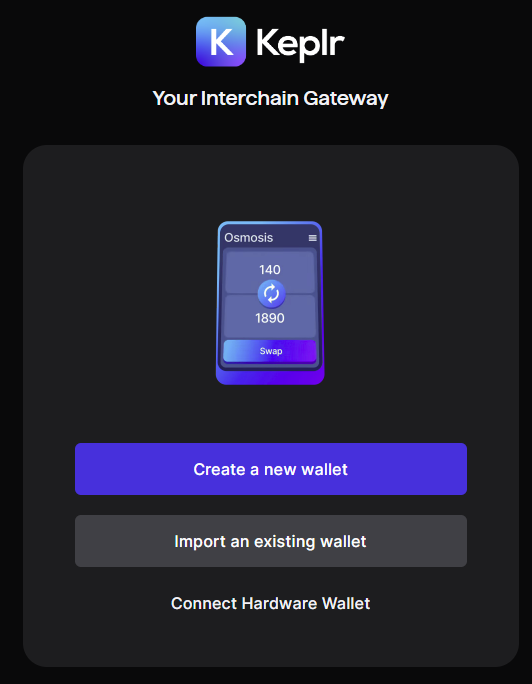 K Keplr
Your Interchain Gateway
Osmosis
140
1890
Swap
Create a new wallet
Import an existing wallet
Connect Hardware Wallet